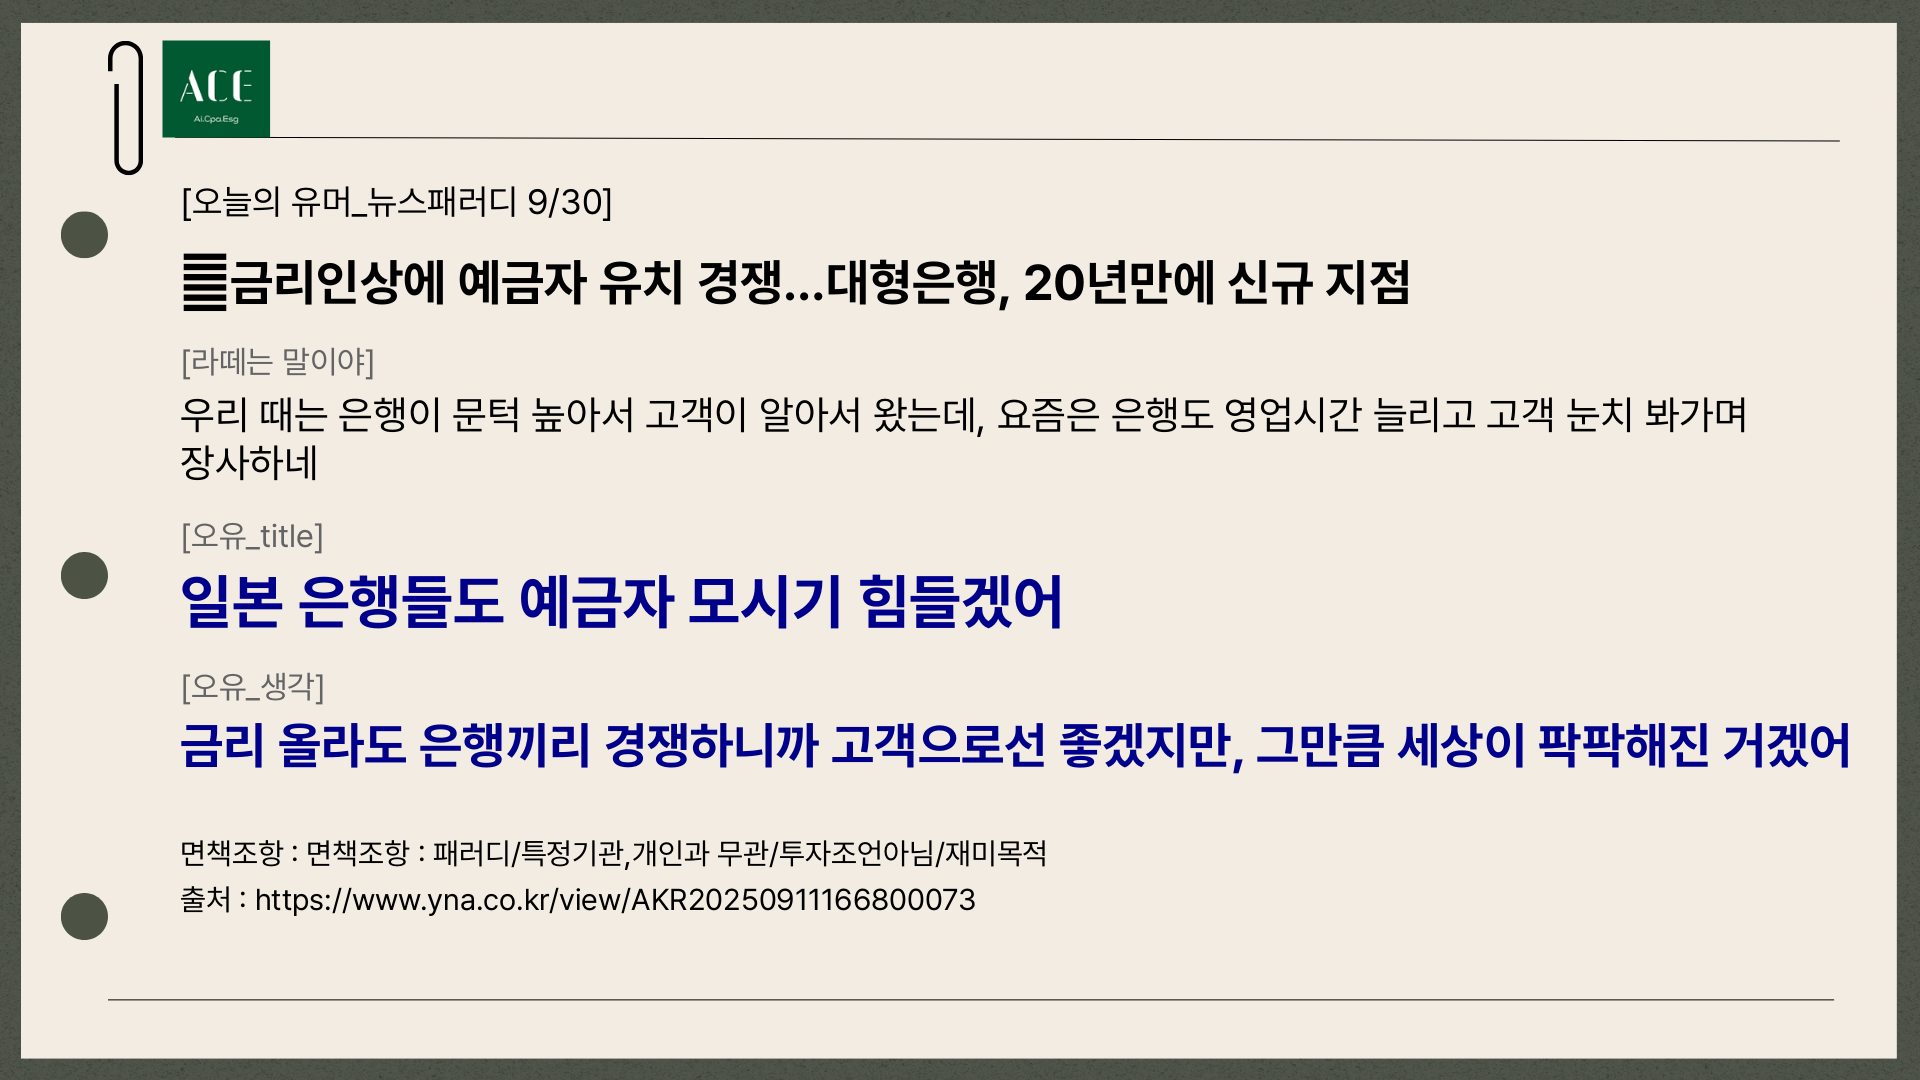 ACE
Ai.Cpa.Esg
[오늘의 유머_뉴스패러디 9/30]
금리인상에 예금자 유치 경쟁...대형은행, 20년만에 신규 지점
[라떼는 말이야]
우리 때는 은행이 문턱 높아서 고객이 알아서 왔는데, 요즘은 은행도 영업시간 늘리고 고객 눈치 봐가며
장사하네
[오유_title]
일본 은행들도 예금자 모시기 힘들겠어
[오유_생각]
금리 올라도 은행끼리 경쟁하니까 고객으로선 좋겠지만, 그만큼 세상이 팍팍해진 거겠어
면책조항 : 면책조항 : 패러디/특정기관,개인과 무관/투자조언아님/재미목적
출처 : https://www.yna.co.kr/view/AKR20250911166800073